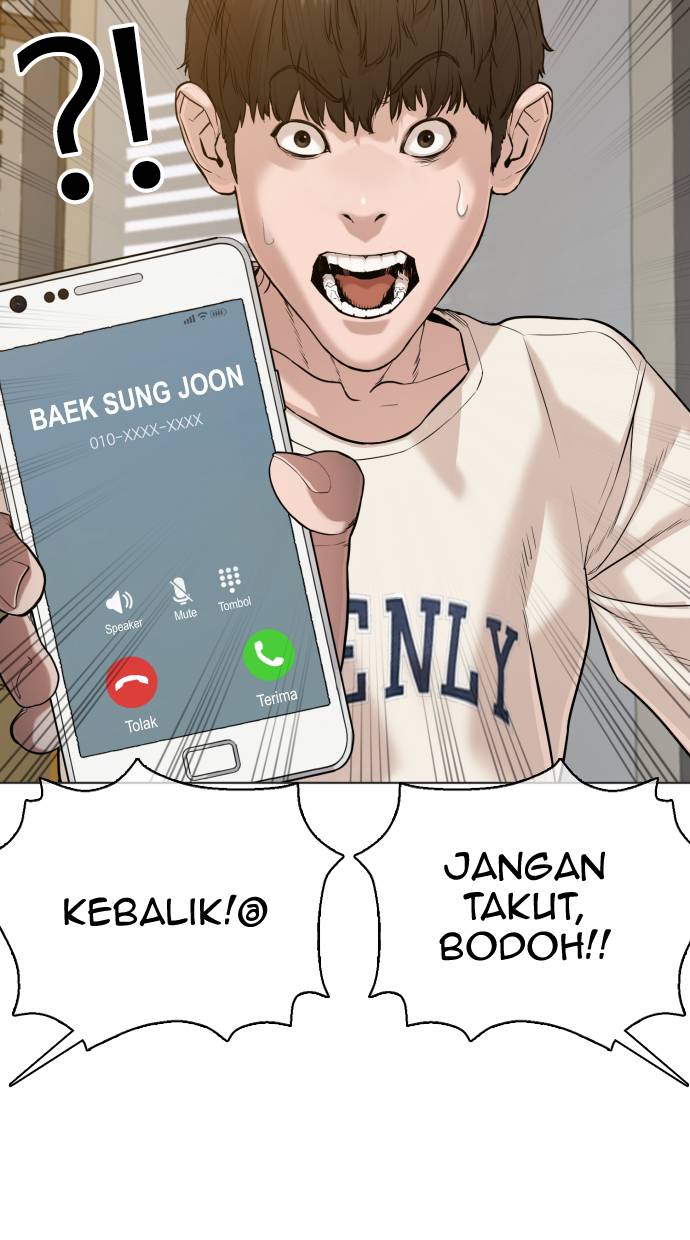 ?!
BAEK SUNG JOON
010-XXXX-XXXX
Speaker
Mute
Tombol
Tolak
Terima
ENLY
KEBALIK!@
JANGAN
TAKUT,
BODOH!!